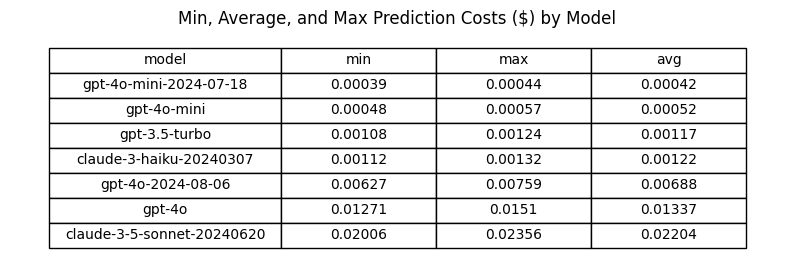 Min, Average, and Max Prediction Costs ($) by Model
model min max avg
gpt-4o-mini-2024-07-18 0.00039 0.00044 0.00042
gpt-4o-mini 0.00048 0.00057 0.00052
gpt-3.5-turbo 0.00108 0.00124 0.00117
claude-3-haiku-20240307 0.00112 0.00132 0.00122
gpt-4o-2024-08-06 0.00627 0.00759 0.00688
gpt-4o 0.01271 0.0151 0.01337
claude-3-5-sonnet-20240620 0.02006 0.02356 0.02204